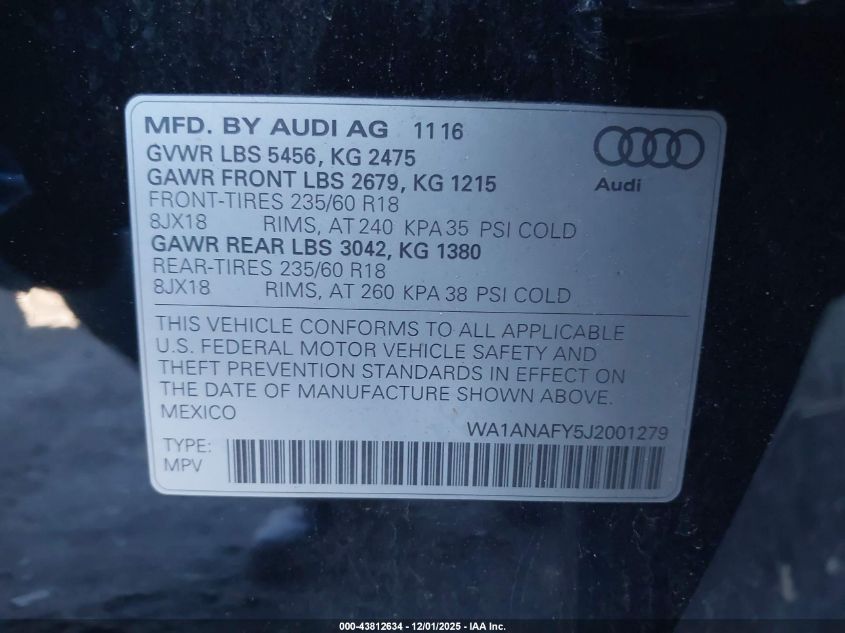 MFD. BY AUDI AG 11 16
GVWR LBS 5456, KG 2475
GAWR FRONT LBS 2679, KG 1215
FRONT-TIRES 235/60 R18
8JX18 RIMS, AT 240 KPA 35 PSI COLD
GAWR REAR LBS 3042, KG 1380
REAR-TIRES 235/60 R18
8JX18 RIMS, AT 260 KPA 38 PSI COLD
Audi
THIS VEHICLE CONFORMS TO ALL APPLICABLE
U.S. FEDERAL MOTOR VEHICLE SAFETY AND
THEFT PREVENTION STANDARDS IN EFFECT ON
THE DATE OF MANUFACTURE SHOWN ABOVE.
MEXICO
WA1ANAFY5J2001279
TYPE:
MPV
000-43812634 - 12/01/2025 - IAA Inc.